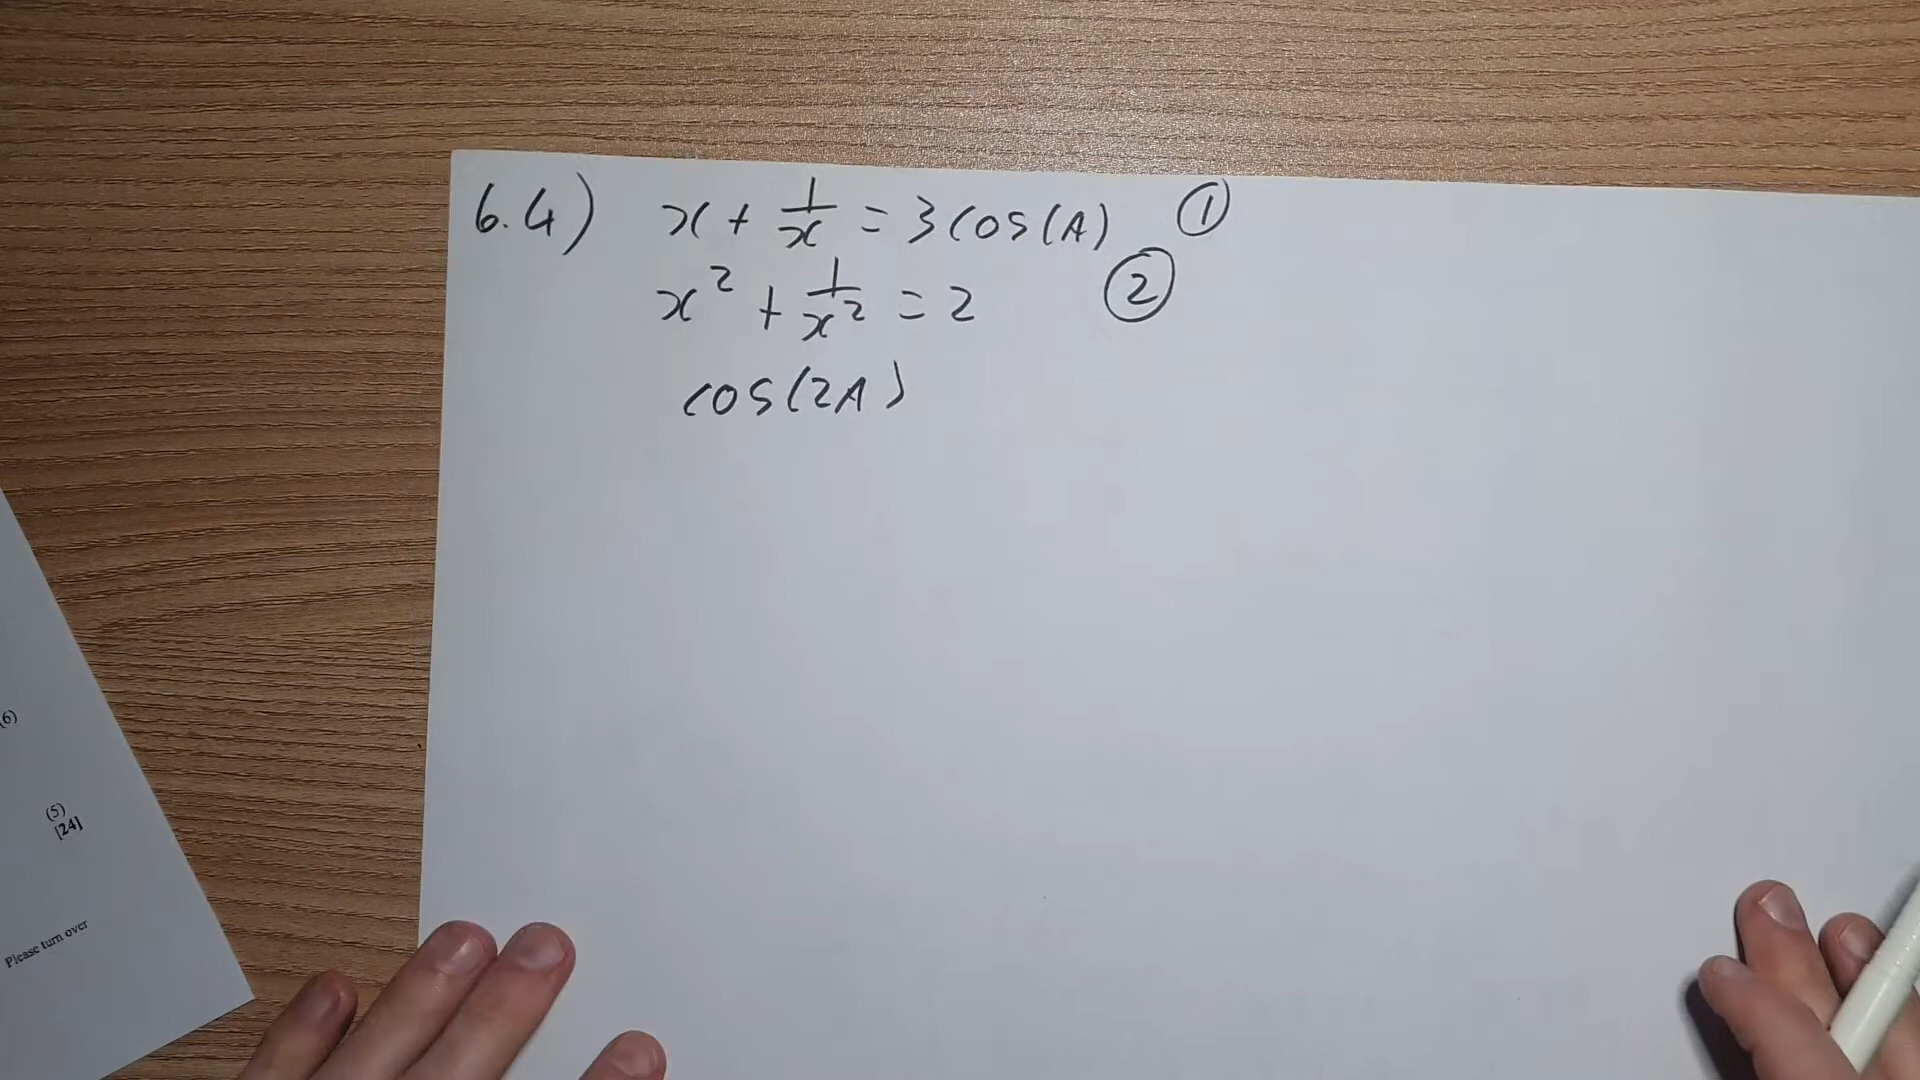 6.4) x + 1/x = 3cos(A) ①
x² + 1/x² = 2 ②
cos(2A)
(6)
(5)
[24]
Please turn over